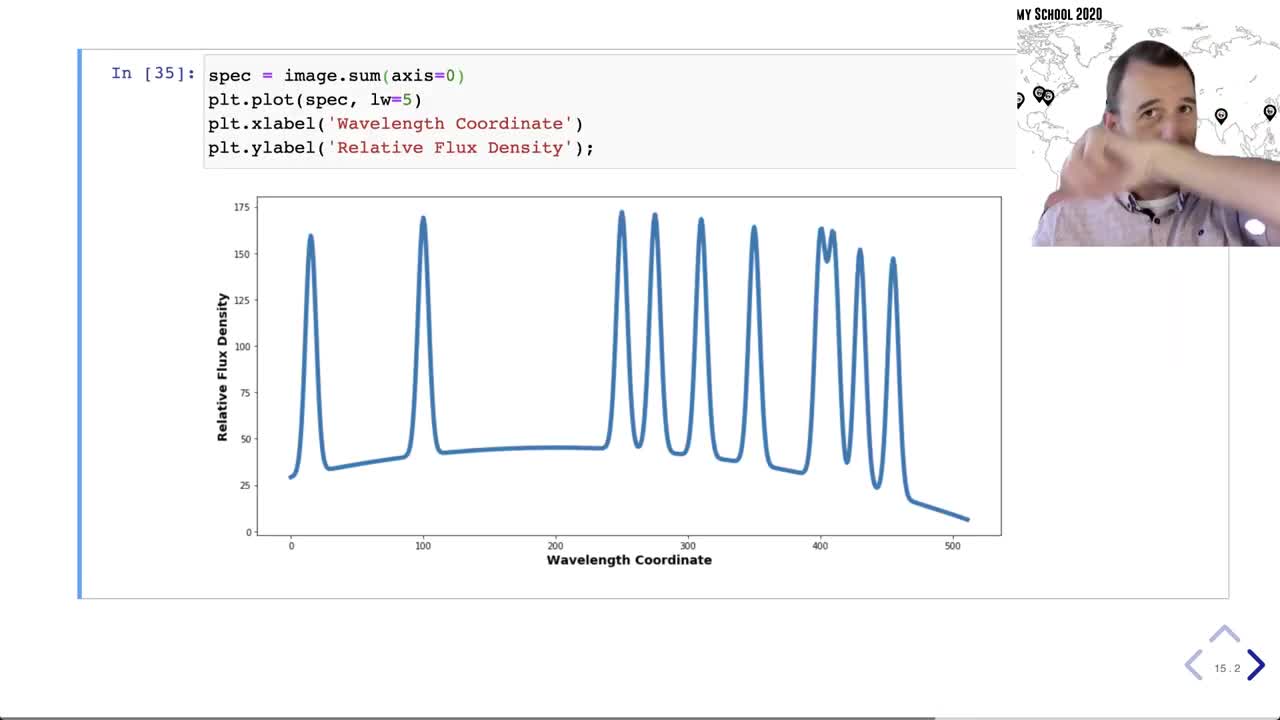 MY SCHOOL 2020
In [35]:
spec = image.sum(axis=0)
plt.plot(spec, lw=5)
plt.xlabel('Wavelength Coordinate')
plt.ylabel('Relative Flux Density');
175
150
125
100
75
50
25
0
Relative Flux Density
0 100 200 300 400 500
Wavelength Coordinate
15.2